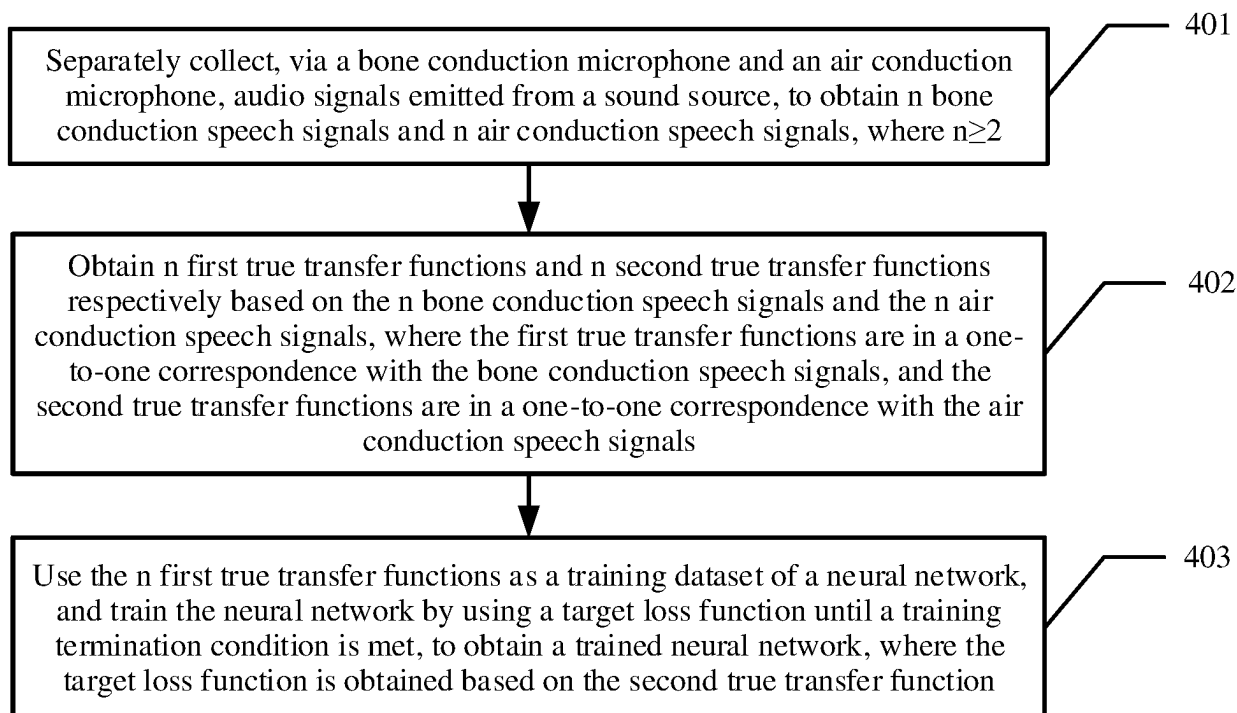 401
Separately collect, via a bone conduction microphone and an air conduction
microphone, audio signals emitted from a sound source, to obtain n bone
conduction speech signals and n air conduction speech signals, where n≥2
Obtain n first true transfer functions and n second true transfer functions
respectively based on the n bone conduction speech signals and the n air
conduction speech signals, where the first true transfer functions are in a one-
to-one correspondence with the bone conduction speech signals, and the
second true transfer functions are in a one-to-one correspondence with the air
conduction speech signals
402
Use the n first true transfer functions as a training dataset of a neural network,
and train the neural network by using a target loss function until a training
termination condition is met, to obtain a trained neural network, where the
target loss function is obtained based on the second true transfer function
403